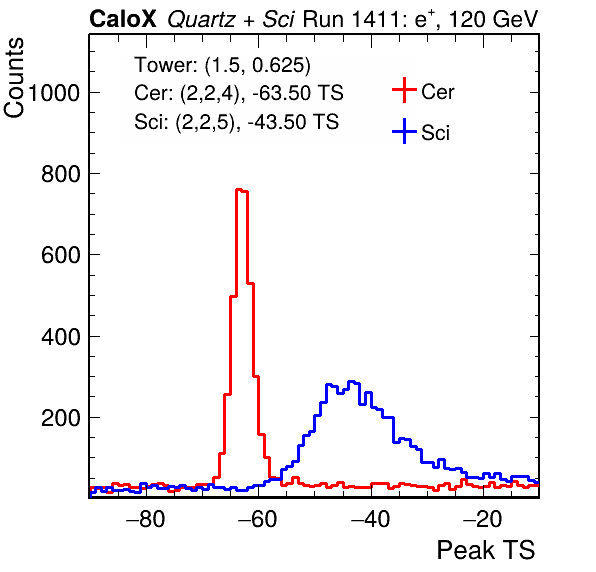 CaloX Quartz + Sci Run 1411: e+, 120 GeV
Counts
Tower: (1.5, 0.625)
Cer: (2,2,4), -63.50 TS
Sci: (2,2,5), -43.50 TS
Cer
Sci
1000
800
600
400
200
−80 −60 −40 −20
Peak TS